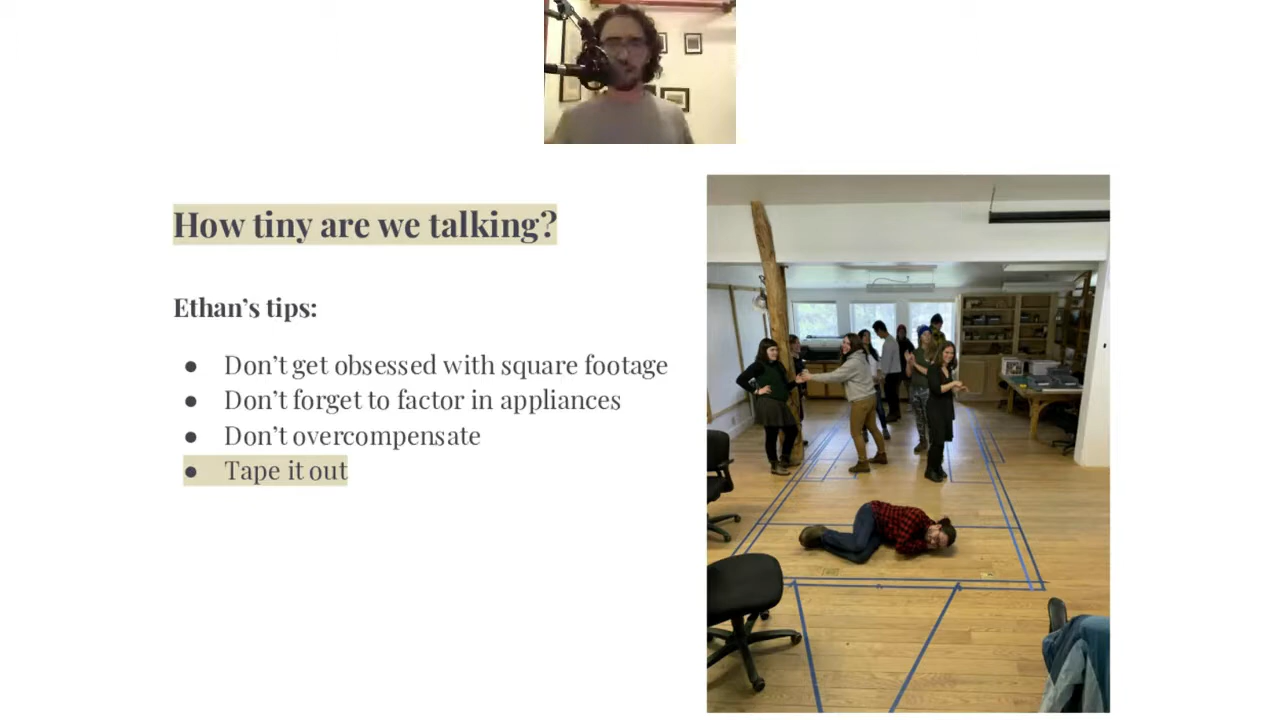 How tiny are we talking?
Ethan's tips:
● Don't get obsessed with square footage
● Don't forget to factor in appliances
● Don't overcompensate
● Tape it out